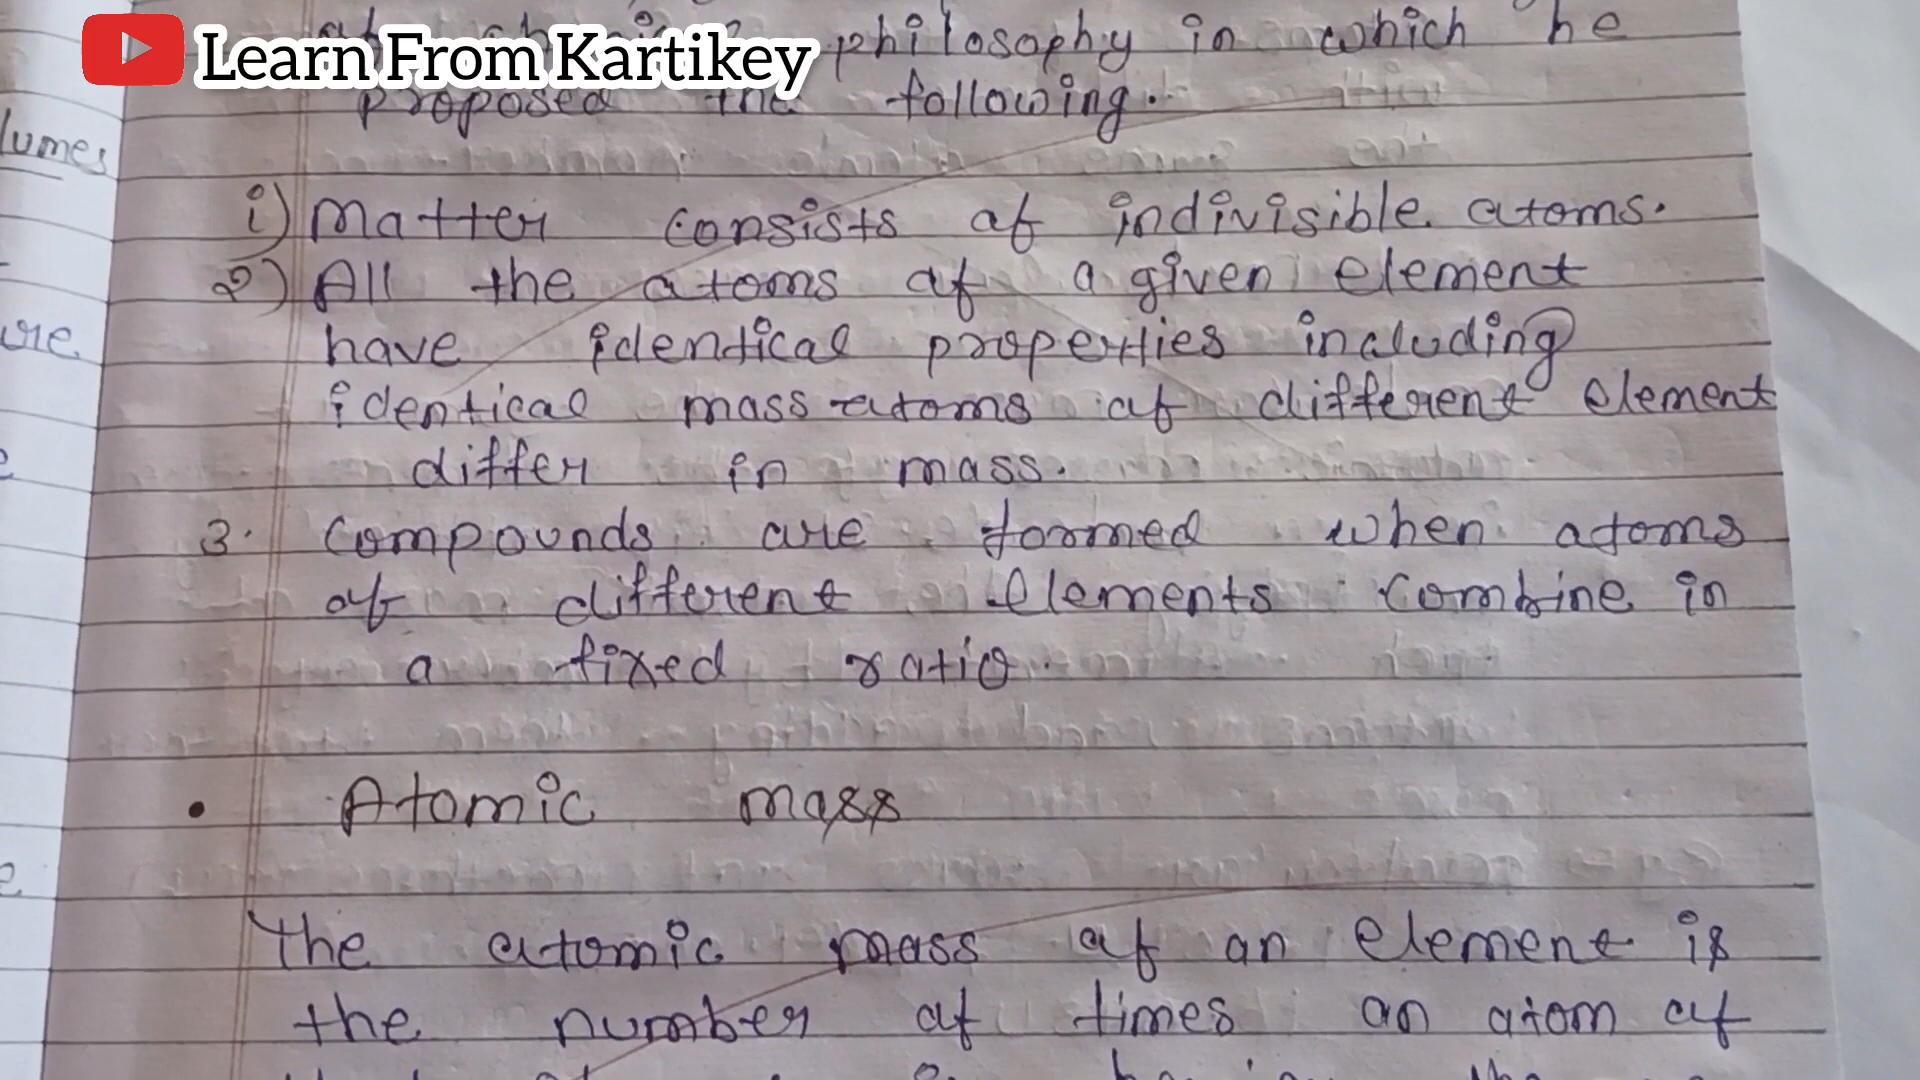 Learn From Kartikey
philosophy in which he
proposed the following.
lumes
i) Matter consists of indivisible atoms.
2) All the atoms of a given element
ure
have identical properties including
identical mass atoms of different element
differ in mass.
3. Compounds are formed when atoms
of different elements combine in
a fixed ratio.
• Atomic mass
The atomic mass of an element is
the number of times an atom of